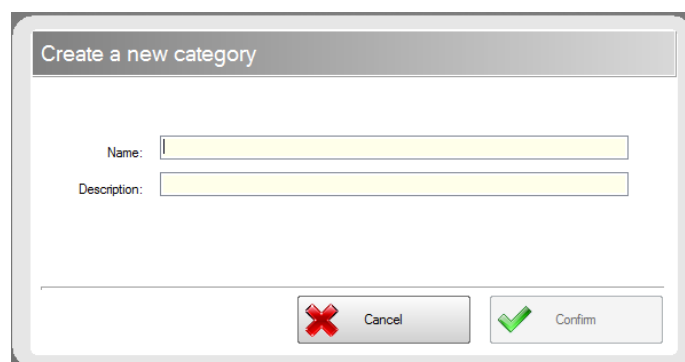 Create a new category
Name:
Description:
Cancel
Confirm